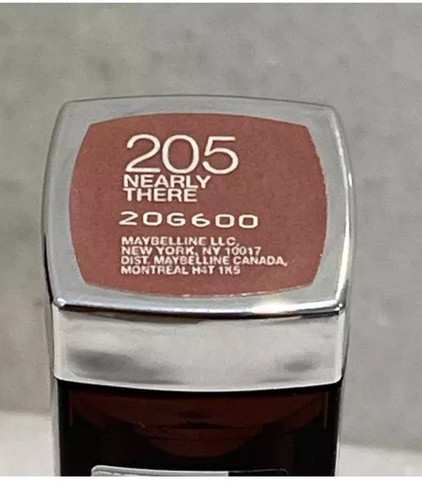 205
NEARLY
THERE
20G600
MAYBELLINE LLC,
NEW YORK, NY 10017
DIST. MAYBELLINE CANADA,
MONTREAL H4T 1K5